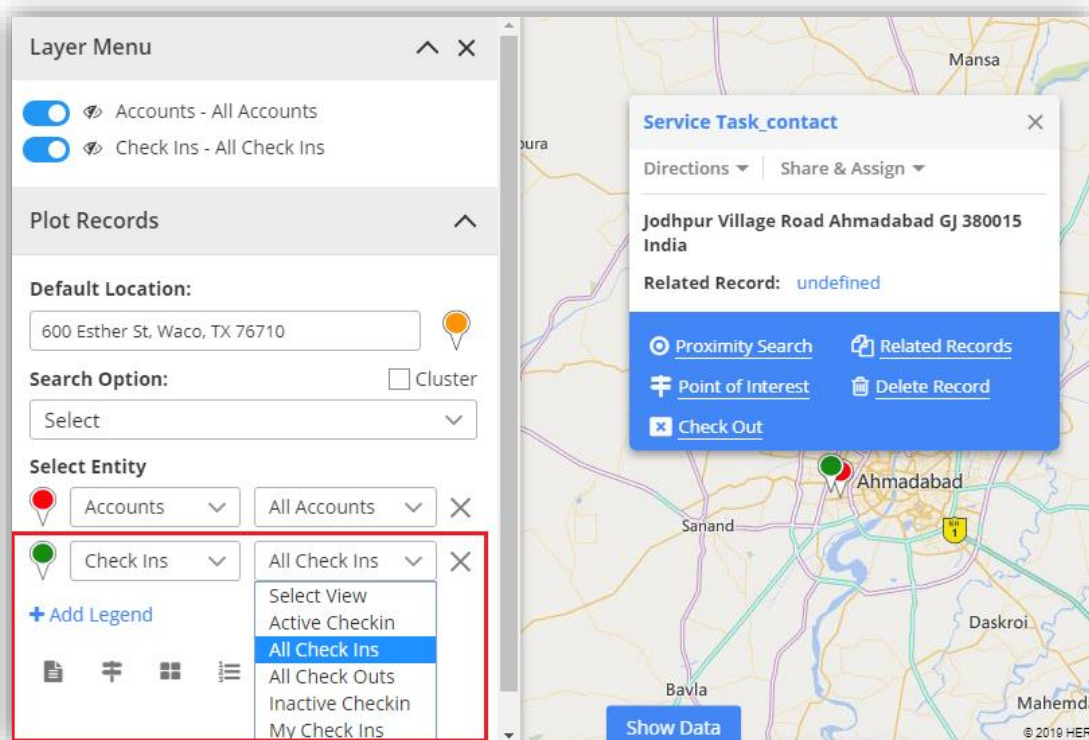 Layer Menu
Accounts - All Accounts
Check Ins - All Check Ins
Plot Records
Default Location:
600 Esther St, Waco, TX 76710
Search Option:
Cluster
Select
Select Entity
Accounts
All Accounts
Check Ins
All Check Ins
+ Add Legend
Select View
Active Checkin
All Check Ins
All Check Outs
Inactive Checkin
My Check Ins
Mansa
Service Task_contact
Directions
Share & Assign
Jodhpur Village Road Ahmadabad GJ 380015
India
Related Record: undefined
Proximity Search
Related Records
Point of Interest
Delete Record
Check Out
Ahmadabad
Sanand
NH
1
Daskroi
Bavla
Show Data
© 2019 HER